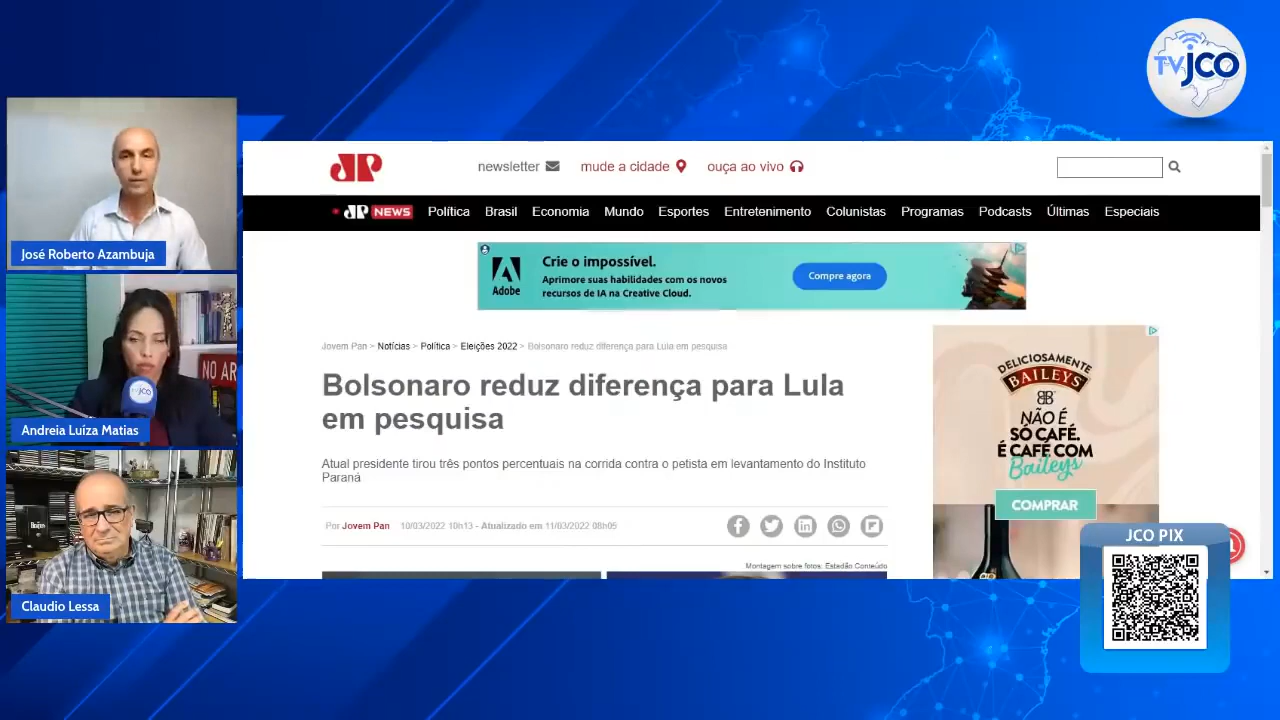 TVJCO
José Roberto Azambuja
NO AR
Andreia Luíza Matias
Claudio Lessa
JP
newsletter
mude a cidade
ouça ao vivo
JP NEWS
Política
Brasil
Economia
Mundo
Esportes
Entretenimento
Colunistas
Programas
Podcasts
Últimas
Especiais
Adobe
Crie o impossível.
Aprimore suas habilidades com os novos
recursos de IA na Creative Cloud.
Compre agora
Jovem Pan > Notícias > Política > Eleições 2022 > Bolsonaro reduz diferença para Lula em pesquisa
Bolsonaro reduz diferença para Lula
em pesquisa
Atual presidente tirou três pontos percentuais na corrida contra o petista em levantamento do Instituto
Paraná
Por Jovem Pan 10/03/2022 10h13 - Atualizado em 11/03/2022 08h05
Montagem sobre fotos: Estadão Conteúdo
DELICIOSAMENTE
BAILEYS
NÃO É
SÓ CAFÉ.
É CAFÉ COM
Baileys
COMPRAR
JCO PIX